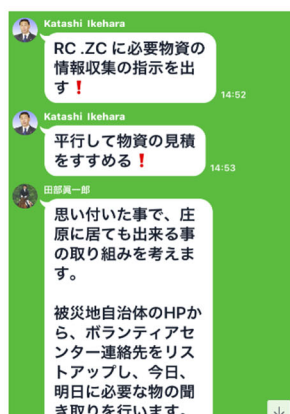 Katashi Ikehara
RC .ZC に必要物資の
情報収集の指示を出
す❗
14:52
Katashi Ikehara
平行して物資の見積
をすすめる❗
14:53
田部眞一郎
思い付いた事で、庄
原に居ても出来る事
の取り組みを考えま
す。
被災地自治体のHPか
ら、ボランティアセ
ンター連絡先をリス
トアップし、今日、
明日に必要な物の聞
き取りを行います。